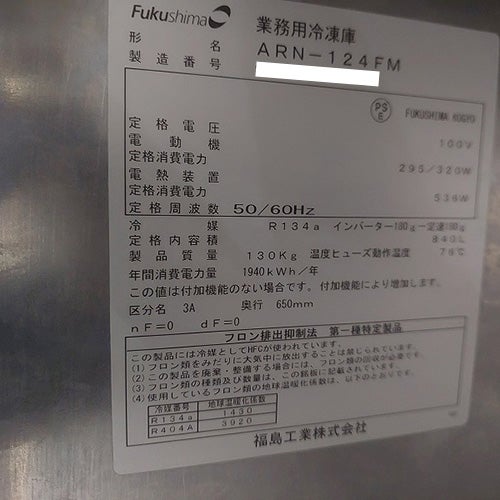 Fukushima
業務用冷凍庫
形名 ARN-124FM
製造番号
PS E
FUKUSHIMA KOGYO
定格電圧 100V
電動機
定格消費電力 295/320W
電熱装置
定格消費電力 536W
定格周波数 50/60Hz
冷媒 R134a インバーター180g-定速180g
定格内容積 840L
製品質量 130Kg 温度ヒューズ動作温度 76℃
年間消費電力量 1940kWh/年
この値は付加機能のない場合です。付加機能により増加します。
区分名 3A 奥行 650mm
nF=0 dF=0
フロン排出抑制法 第一種特定製品
この製品には冷媒としてHFCが使われています。
(1) フロン類をみだりに大気中に放出することは禁じられています。
(2) この製品を廃棄・整備する場合には、フロン類の回収が必要です。
(3) フロン類の種類及び数量は、この銘板に記載されています。
(4) 使用しているフロン類の地球温暖化係数は、以下のとおりです。
冷媒番号 地球温暖化係数
R134a 1430
R404A 3920
福島工業株式会社